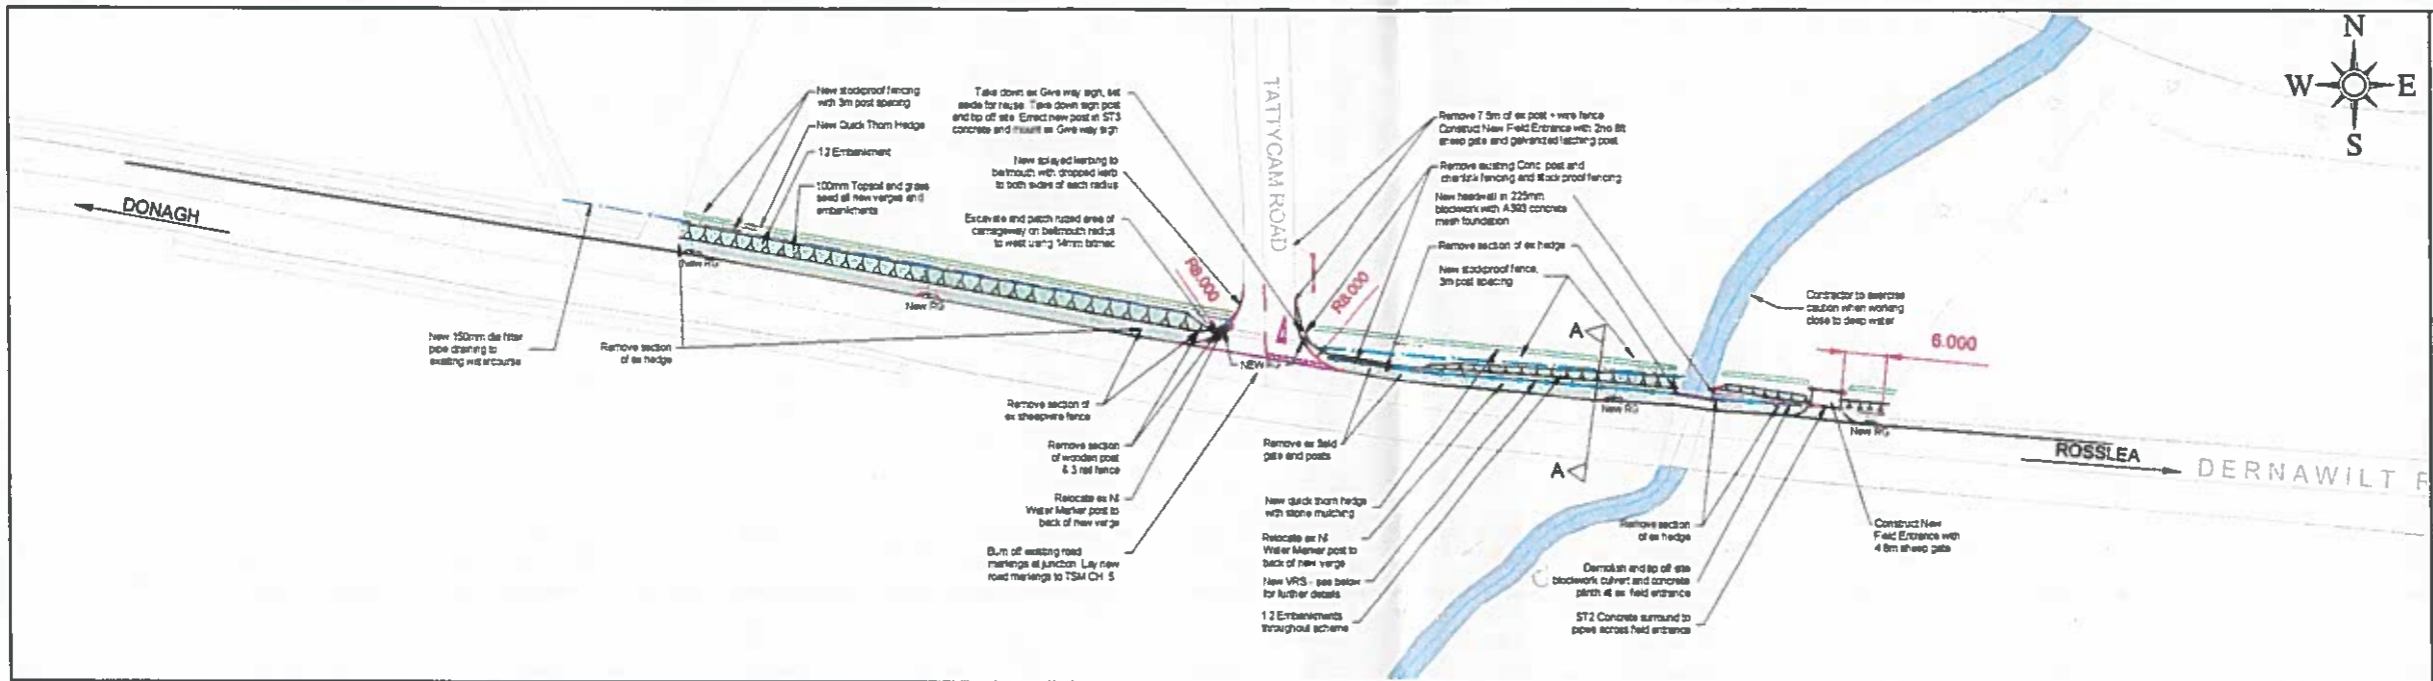 N
W
E
S
New stockproof fencing
with 3m post spacing
New Quick Thorn Hedge
1:2 Embankment
100mm Topsoil and grass
seed all new verges and
embankments
Take down ex Give way sign, set
aside for reuse. Take down sign post
and tip off site. Erect new post in ST3
concrete and mount ex Give way sign
New splayed kerbing to
bellmouth with dropped kerb
to both sides of each radius
Excavate and patch rutted area of
carriageway on bellmouth radius
to west using 14mm bitmac
TATTYCAM ROAD
Remove 7.5m of ex post + wire fence
Construct New Field Entrance with 2no 8ft
sheep gate and galvanized latching post
Remove existing Conc post and
chainlink fencing and stock proof fencing
New headwall in 225mm
blockwork with A393 concrete
mesh foundation
Remove section of ex hedge
New stockproof fence,
3m post spacing
Contractor to exercise
caution when working
close to deep water
DONAGH
R8.000
R8.000
6.000
New RG
New RG
NEW
New RG
New RG
A
A
New 150mm dia filter
pipe draining to
existing watercourse
Remove section
of ex hedge
Remove section of
ex sheepwire fence
Remove section
of wooden post
& 3 rail fence
Relocate ex NI
Water Marker post to
back of new verge
Burn off existing road
markings at junction. Lay new
road markings to TSM CH 5
Remove ex field
gate and posts
New quick thorn hedge
with stone mulching
Relocate ex NI
Water Marker post to
back of new verge
New VRS - see below
for further details
1:2 Embankments
throughout scheme
Remove section
of ex hedge
Demolish and tip off site
blockwork culvert and concrete
plinth at ex field entrance
ST2 Concrete surround to
pipes across field entrance
Construct New
Field Entrance with
4.8m sheep gate
ROSSLEA
DERNAWILT R